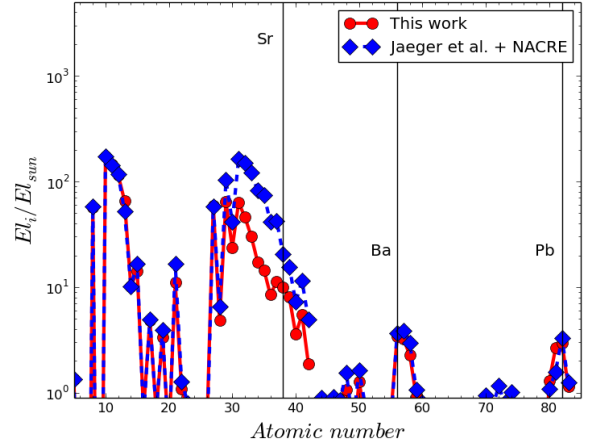 This work
Jaeger et al. + NACRE
Sr
Ba
Pb
10³
10²
10¹
10⁰
10 20 30 40 50 60 70 80
El_i/El_sun
Atomic number